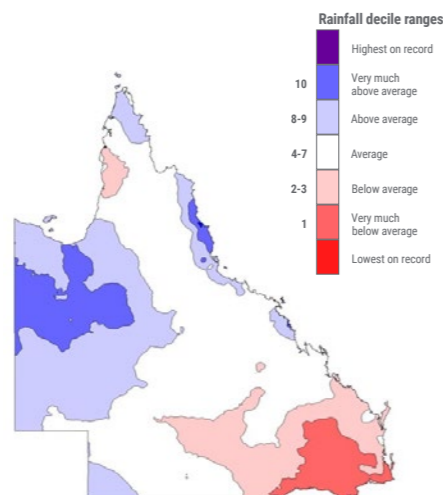 Rainfall decile ranges
Highest on record
10 Very much
above average
8-9 Above average
4-7 Average
2-3 Below average
1 Very much
below average
Lowest on record